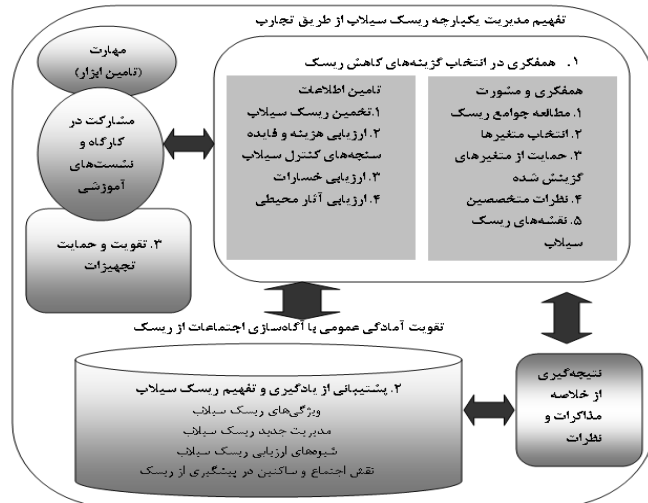 تفهیم مدیریت یکپارچه ریسک سیلاب از طریق تجارب
مهارت
(تامین ابزار)
مشارکت در
کارگاه و
نشست‌های
آموزشی
۳. تقویت و حمایت
تجهیزات
۱. همفکری در انتخاب گزینه‌های کاهش ریسک
همفکری و مشورت
۱. مطالعه جوامع ریسک
۲. انتخاب متغیرها
۳. حمایت از متغیرهای
گزینش شده
۴. نظرات متخصصین
۵. نقشه‌های ریسک
سیلاب
تامین اطلاعات
۱. تخمین ریسک سیلاب
۲. ارزیابی هزینه و فایده
سنجه‌های کنترل سیلاب
۳. ارزیابی خسارات
۴. ارزیابی آثار محیطی
تقویت آمادگی عمومی با آگاه‌سازی اجتماعات از ریسک
۲. پشتیبانی از یادگیری و تفهیم ریسک سیلاب
ویژگی‌های ریسک سیلاب
مدیریت جدید ریسک سیلاب
شیوه‌های ارزیابی ریسک سیلاب
نقش اجتماع و ساکنین در پیشگیری از ریسک
نتیجه‌گیری
از خلاصه
مذاکرات و
نظرات